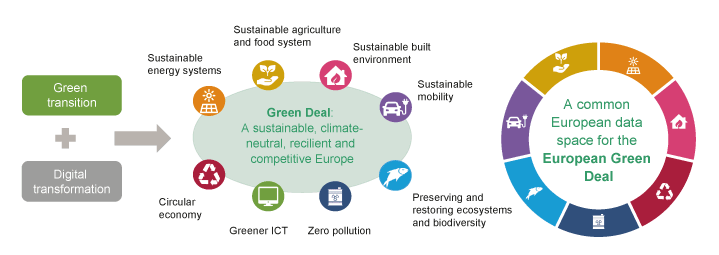 Green
transition
Digital
transformation
Sustainable
energy systems
Sustainable agriculture
and food system
Sustainable built
environment
Sustainable
mobility
Green Deal:
A sustainable, climate-
neutral, resilient and
competitive Europe
Circular
economy
Greener ICT
Zero pollution
Preserving and
restoring ecosystems
and biodiversity
A common
European data
space for the
European Green
Deal